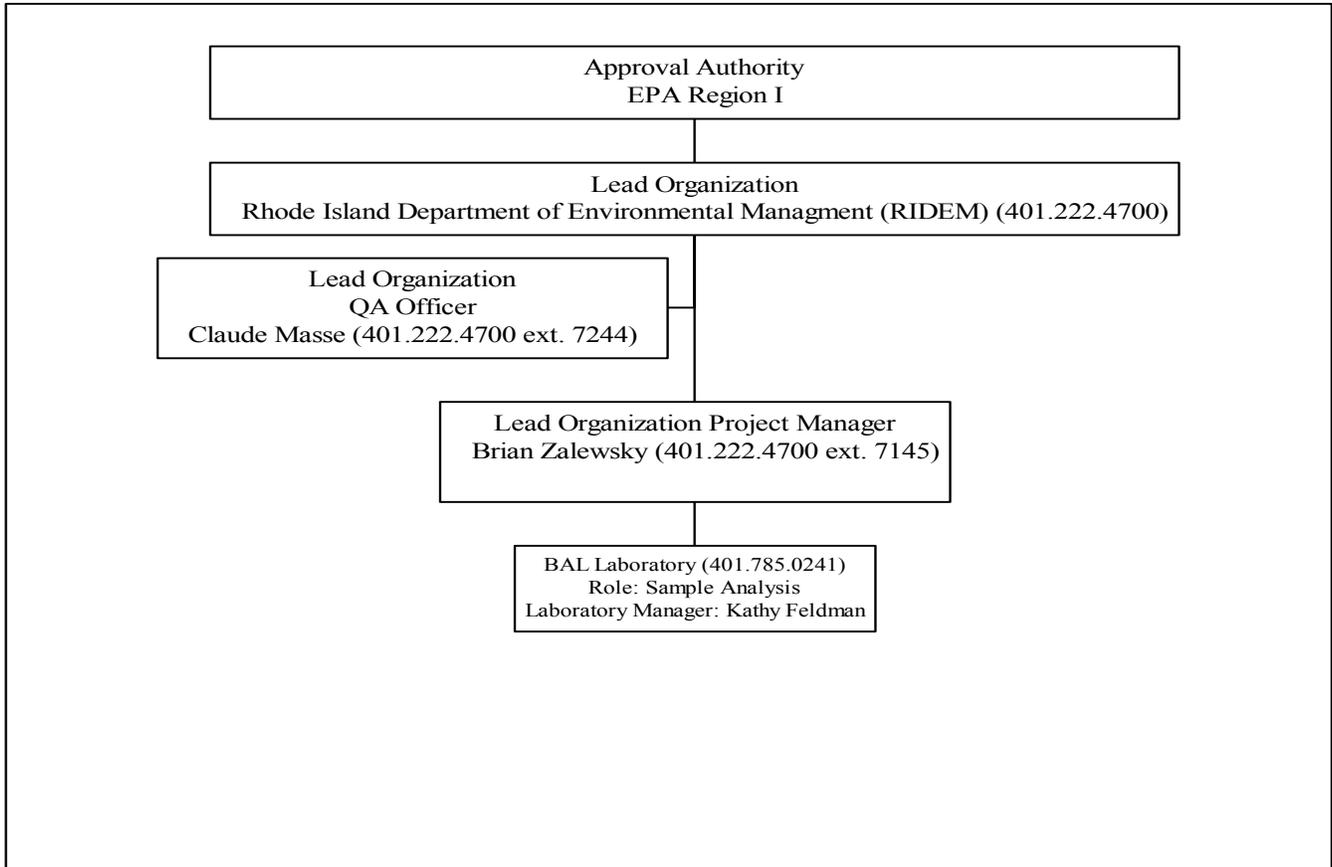 Approval Authority
EPA Region I
Lead Organization
Rhode Island Department of Environmental Managment (RIDEM) (401.222.4700)
Lead Organization
QA Officer
Claude Masse (401.222.4700 ext. 7244)
Lead Organization Project Manager
Brian Zalewsky (401.222.4700 ext. 7145)
BAL Laboratory (401.785.0241)
Role: Sample Analysis
Laboratory Manager: Kathy Feldman